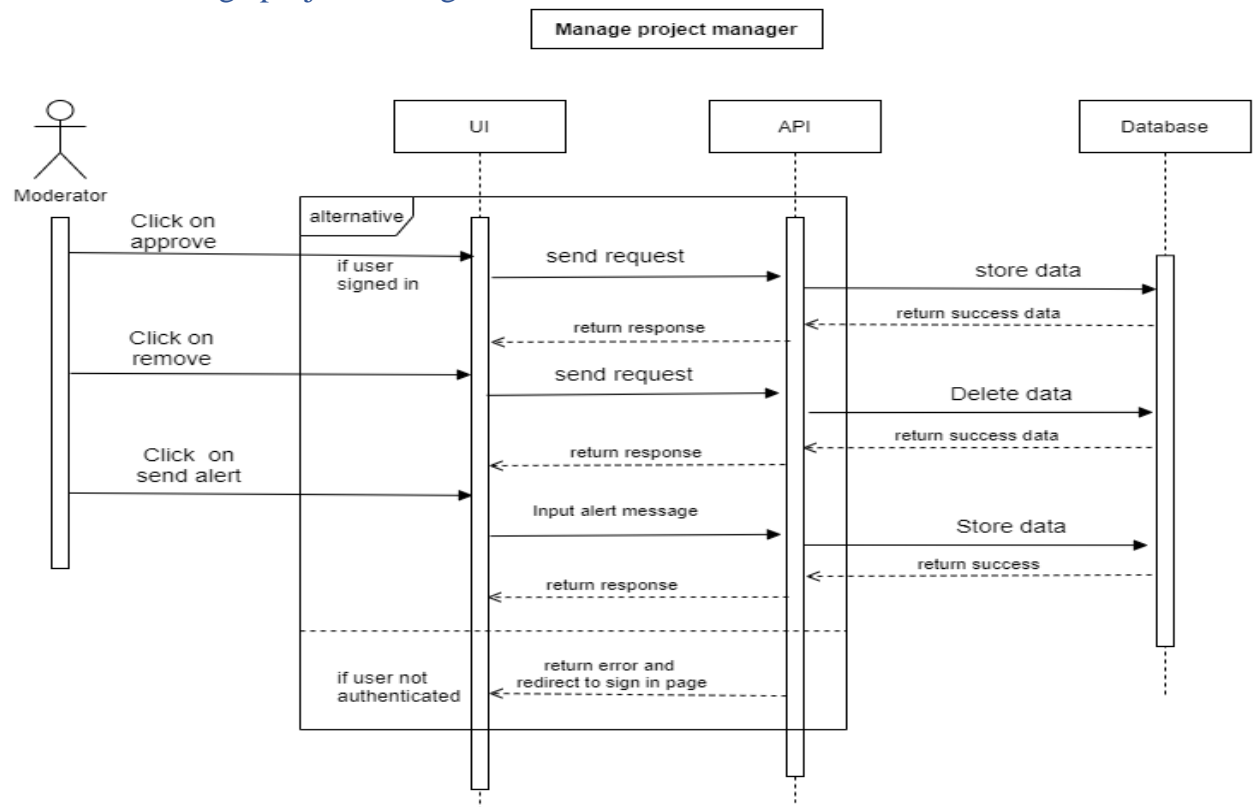 Manage project manager
UI
API
Database
Moderator
alternative
Click on
approve
if user
signed in
send request
store data
return success data
return response
Click on
remove
send request
Delete data
return success data
return response
Click on
send alert
Input alert message
Store data
return success
return response
if user not
authenticated
return error and
redirect to sign in page